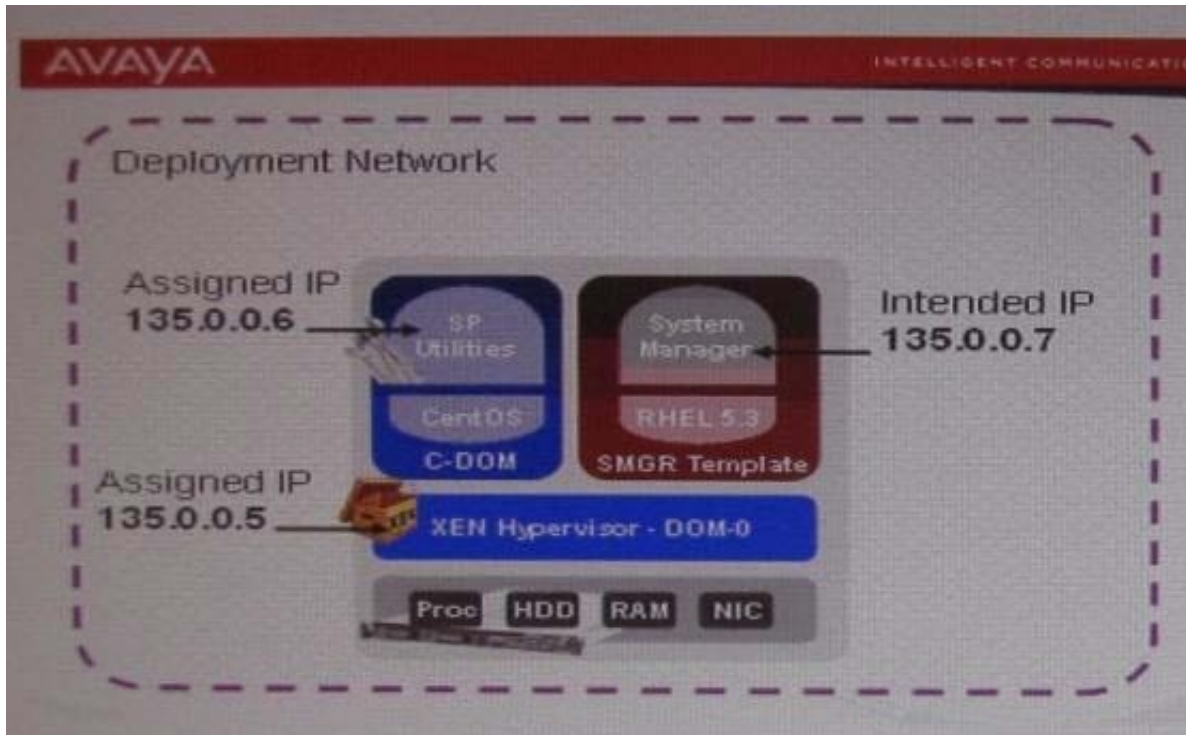 AVAYA
INTELLIGENT COMMUNICATIO
Deployment Network
Assigned IP
135.0.0.6
SP
Utilities
System
Manager
Intended IP
135.0.0.7
CentOS
RHEL 5.3
C-DOM
SMGR Template
Assigned IP
135.0.0.5
XEN
XEN Hypervisor - DOM-0
Proc
HDD
RAM
NIC